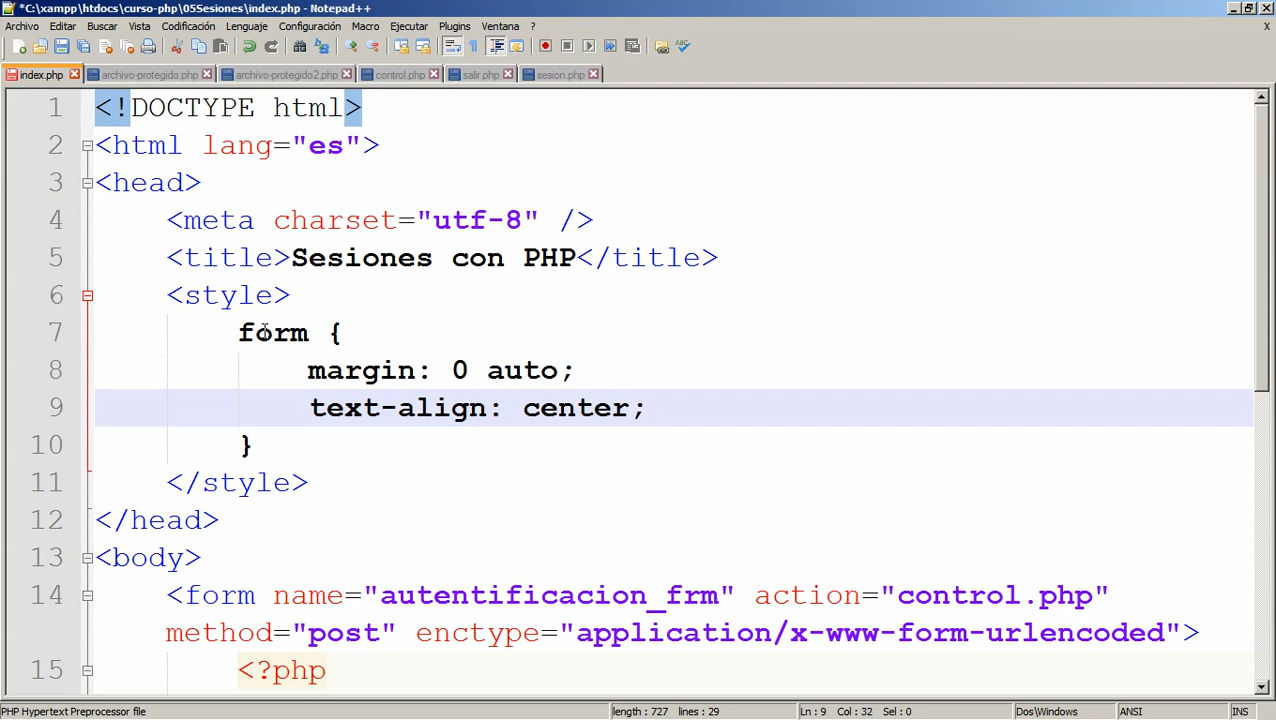 *C:\xampp\htdocs\curso-php\05Sesiones\index.php - Notepad++
Archivo Editar Buscar Vista Codificación Lenguaje Configuración Macro Ejecutar Plugins Ventana ? X
index.php archivo-protegido.php archivo-protegido2.php control.php salir.php sesion.php
1 <!DOCTYPE html>
2 <html lang="es">
3 <head>
4 <meta charset="utf-8" />
5 <title>Sesiones con PHP</title>
6 <style>
7 form {
8 margin: 0 auto;
9 text-align: center;
10 }
11 </style>
12 </head>
13 <body>
14 <form name="autentificacion_frm" action="control.php"
method="post" enctype="application/x-www-form-urlencoded">
15 <?php
PHP Hypertext Preprocessor file length : 727 lines : 29 Ln : 9 Col : 32 Sel : 0 Dos\Windows ANSI INS